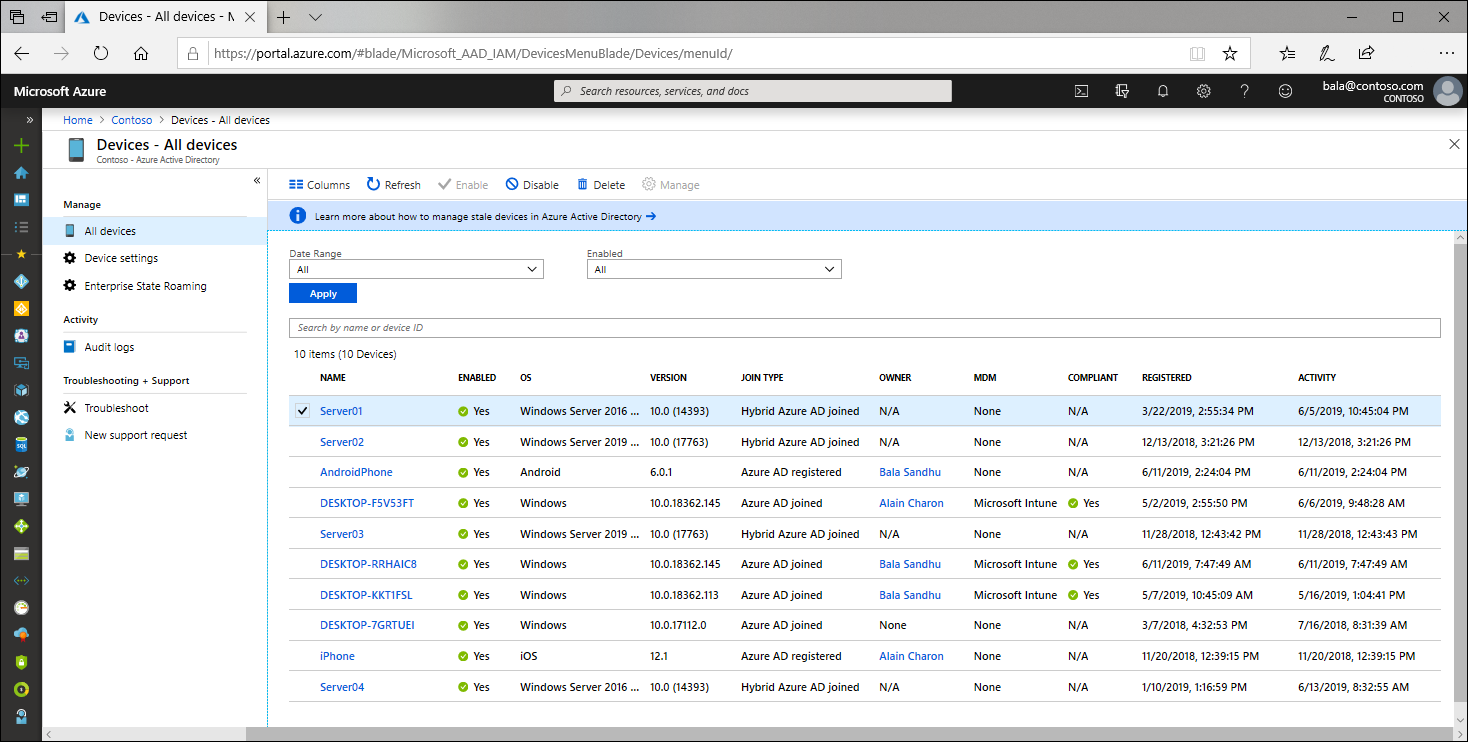 Devices - All devices - M
https://portal.azure.com/#blade/Microsoft_AAD_IAM/DevicesMenuBlade/Devices/menuId/
Microsoft Azure
Search resources, services, and docs
bala@contoso.com
CONTOSO
Home > Contoso > Devices - All devices
Devices - All devices
Contoso - Azure Active Directory
Manage
All devices
Device settings
Enterprise State Roaming
Activity
Audit logs
Troubleshooting + Support
Troubleshoot
New support request
Columns Refresh Enable Disable Delete Manage
Learn more about how to manage stale devices in Azure Active Directory →
Date Range Enabled
All All
Apply
Search by name or device ID
10 items (10 Devices)
NAME ENABLED OS VERSION JOIN TYPE OWNER MDM COMPLIANT REGISTERED ACTIVITY
Server01 Yes Windows Server 2016 ... 10.0 (14393) Hybrid Azure AD joined N/A None N/A 3/22/2019, 2:55:34 PM 6/5/2019, 10:45:04 PM
Server02 Yes Windows Server 2019 ... 10.0 (17763) Hybrid Azure AD joined N/A None N/A 12/13/2018, 3:21:26 PM 12/13/2018, 3:21:26 PM
AndroidPhone Yes Android 6.0.1 Azure AD registered Bala Sandhu None N/A 6/11/2019, 2:24:04 PM 6/11/2019, 2:24:04 PM
DESKTOP-F5V53FT Yes Windows 10.0.18362.145 Azure AD joined Alain Charon Microsoft Intune Yes 5/2/2019, 2:55:50 PM 6/6/2019, 9:48:28 AM
Server03 Yes Windows Server 2019 ... 10.0 (17763) Hybrid Azure AD joined N/A None N/A 11/28/2018, 12:43:42 PM 11/28/2018, 12:43:43 PM
DESKTOP-RRHAIC8 Yes Windows 10.0.18362.145 Azure AD joined Bala Sandhu Microsoft Intune Yes 6/11/2019, 7:47:49 AM 6/11/2019, 7:47:49 AM
DESKTOP-KKT1FSL Yes Windows 10.0.18362.113 Azure AD joined Bala Sandhu Microsoft Intune Yes 5/7/2019, 10:45:09 AM 5/16/2019, 1:04:41 PM
DESKTOP-7GRTUEI Yes Windows 10.0.17112.0 Azure AD joined None None N/A 3/7/2018, 4:32:53 PM 7/16/2018, 8:31:39 AM
iPhone Yes iOS 12.1 Azure AD registered Alain Charon None N/A 11/20/2018, 12:39:15 PM 11/20/2018, 12:39:15 PM
Server04 Yes Windows Server 2016 ... 10.0 (14393) Hybrid Azure AD joined N/A None N/A 1/10/2019, 1:16:59 PM 6/13/2019, 8:32:55 AM